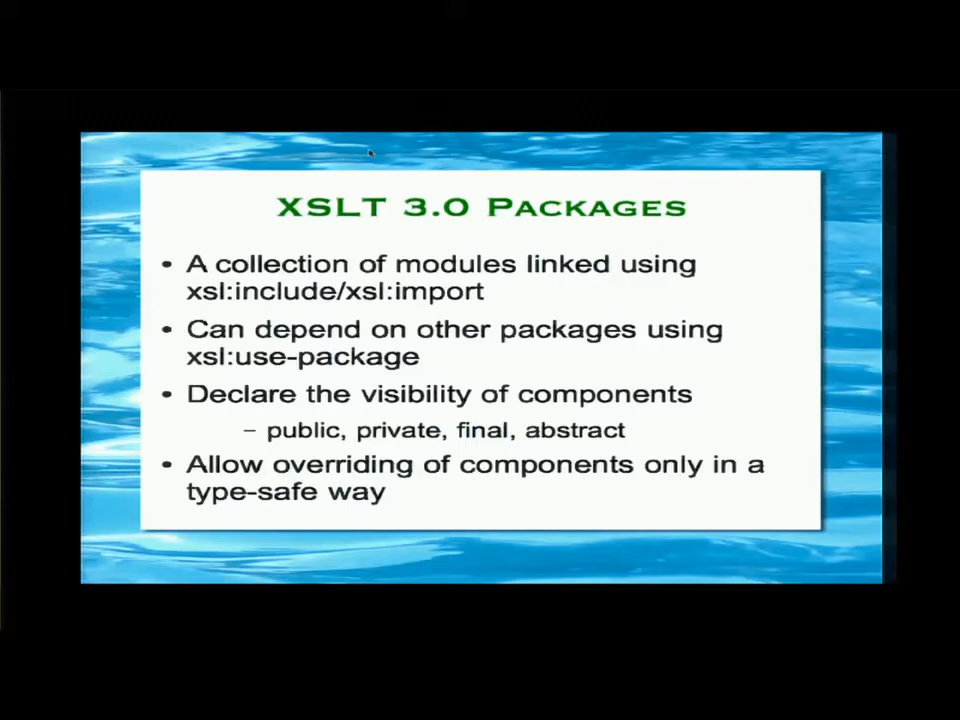 XSLT 3.0 Packages
• A collection of modules linked using
xsl:include/xsl:import
• Can depend on other packages using
xsl:use-package
• Declare the visibility of components
– public, private, final, abstract
• Allow overriding of components only in a
type-safe way